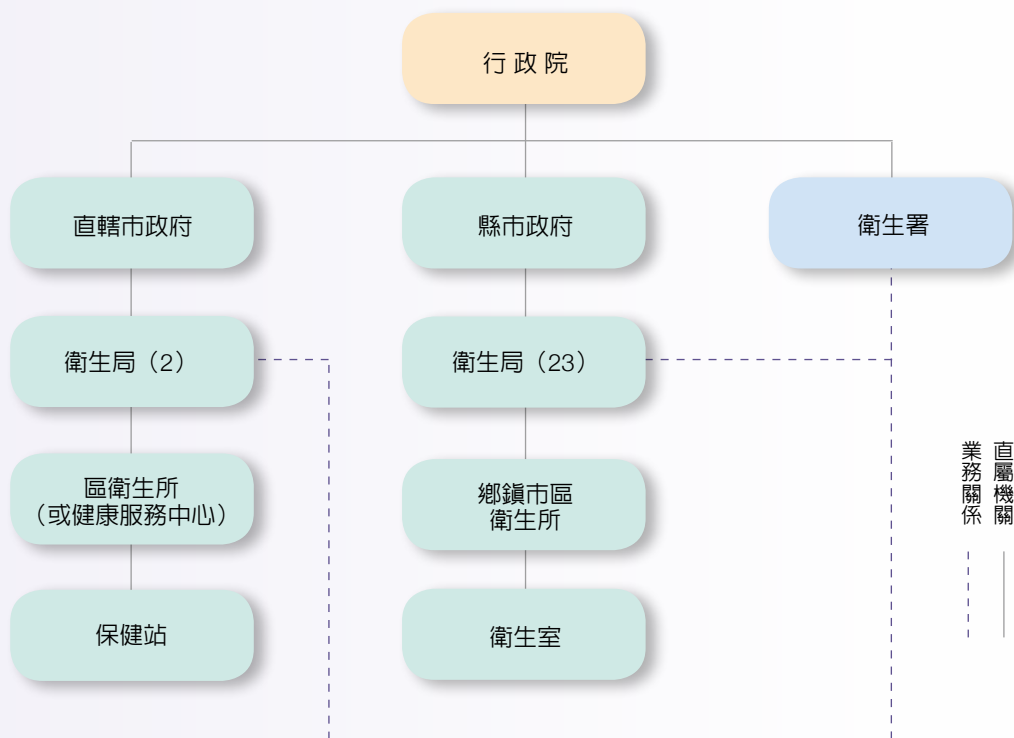 行政院
直轄市政府
縣市政府
衛生署
衛生局（2）
衛生局（23）
區衛生所
（或健康服務中心）
鄉鎮市區
衛生所
保健站
衛生室
直屬機關
業務關係